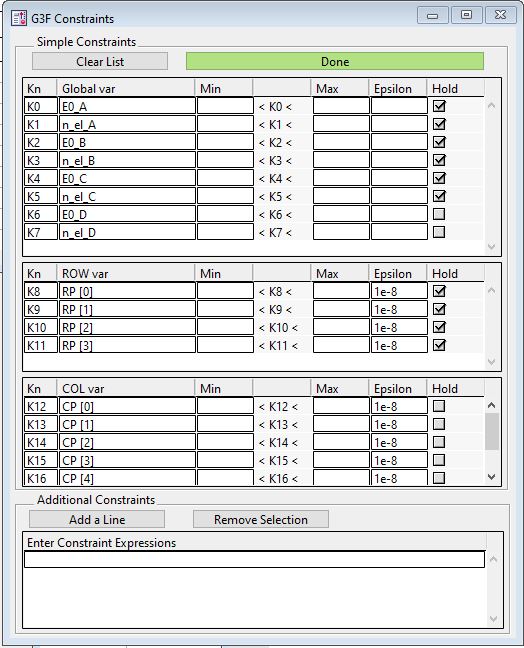 G3F Constraints
Simple Constraints
Clear List Done
Kn Global var Min Max Epsilon Hold
K0 E0_A < K0 <
K1 n_el_A < K1 <
K2 E0_B < K2 <
K3 n_el_B < K3 <
K4 E0_C < K4 <
K5 n_el_C < K5 <
K6 E0_D < K6 <
K7 n_el_D < K7 <
Kn ROW var Min Max Epsilon Hold
K8 RP [0] < K8 < 1e-8
K9 RP [1] < K9 < 1e-8
K10 RP [2] < K10 < 1e-8
K11 RP [3] < K11 < 1e-8
Kn COL var Min Max Epsilon Hold
K12 CP [0] < K12 < 1e-8
K13 CP [1] < K13 < 1e-8
K14 CP [2] < K14 < 1e-8
K15 CP [3] < K15 < 1e-8
K16 CP [4] < K16 < 1e-8
Additional Constraints
Add a Line Remove Selection
Enter Constraint Expressions